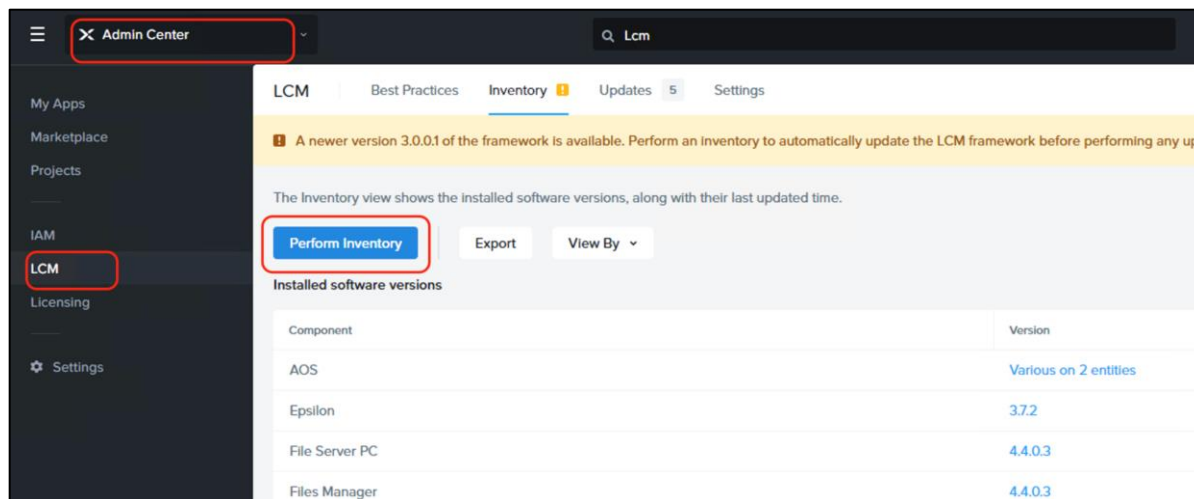 Admin Center
Lcm
My Apps
Marketplace
Projects
IAM
LCM
Licensing
Settings
LCM Best Practices Inventory Updates 5 Settings
A newer version 3.0.0.1 of the framework is available. Perform an inventory to automatically update the LCM framework before performing any
The Inventory view shows the installed software versions, along with their last updated time.
Perform Inventory Export View By
Installed software versions
Component Version
AOS Various on 2 entities
Epsilon 3.7.2
File Server PC 4.4.0.3
Files Manager 4.4.0.3